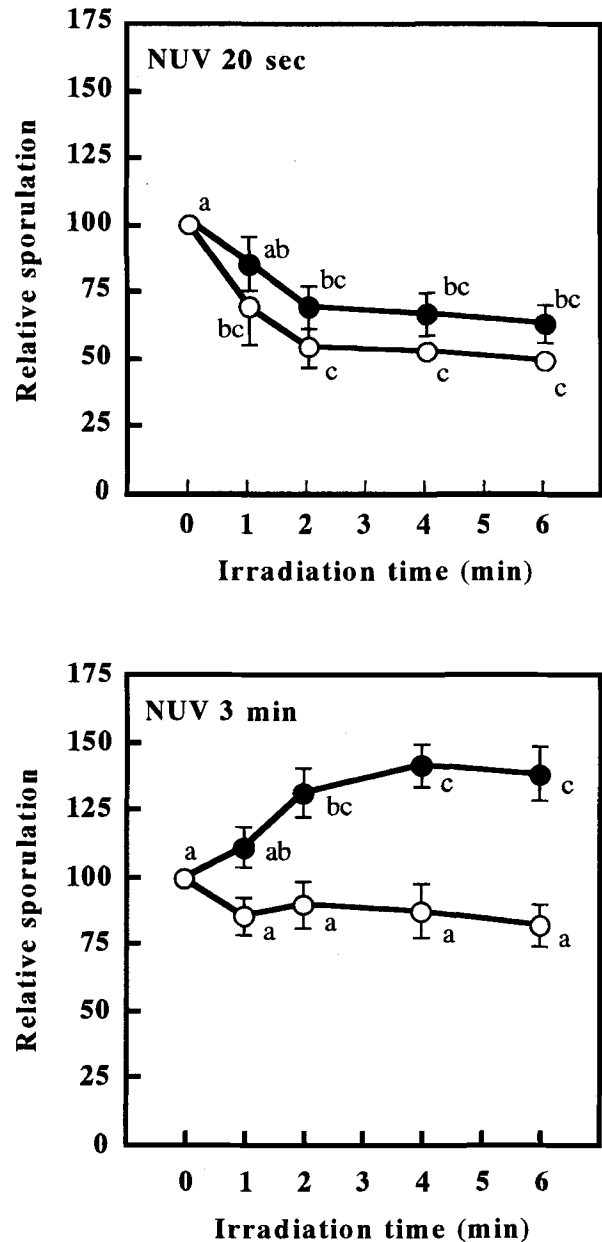 175
NUV 20 sec
150
125
a
100
ab
bc
bc
bc
75
bc
50
c
c
c
25
0
0 1 2 3 4 5 6
Relative sporulation
Irradiation time (min)
175
NUV 3 min
150
c
c
bc
125
a
ab
100
a
a
a
a
75
50
25
0
0 1 2 3 4 5 6
Relative sporulation
Irradiation time (min)